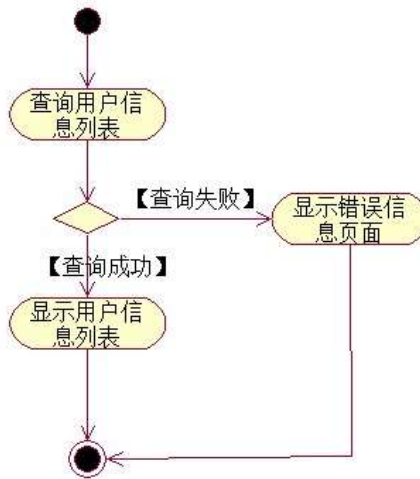 查询用户信
息列表
【查询失败】
显示错误信
息页面
【查询成功】
显示用户信
息列表